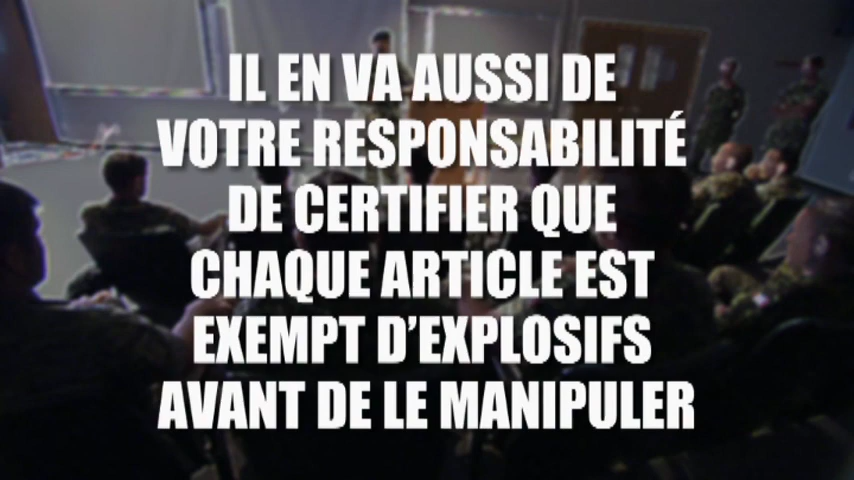 IL EN VA AUSSI DE
VOTRE RESPONSABILITÉ
DE CERTIFIER QUE
CHAQUE ARTICLE EST
EXEMPT D’EXPLOSIFS
AVANT DE LE MANIPULER